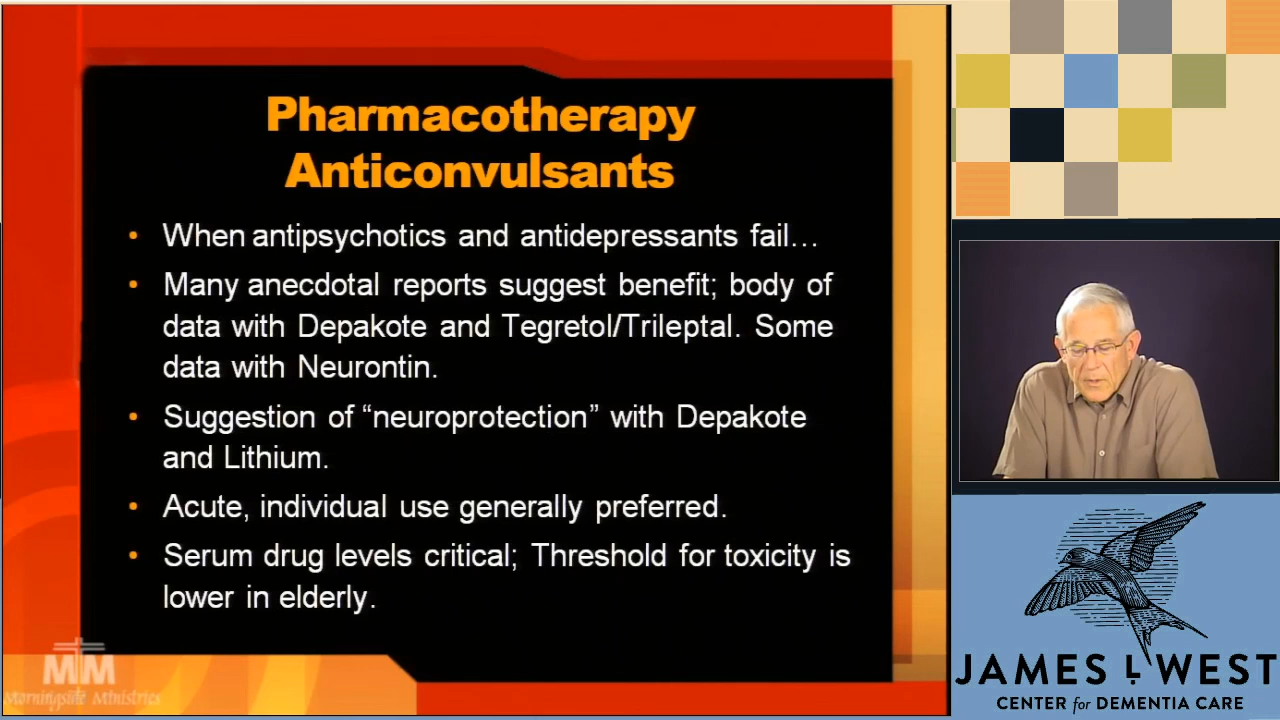 Pharmacotherapy
Anticonvulsants
• When antipsychotics and antidepressants fail…
• Many anecdotal reports suggest benefit; body of
data with Depakote and Tegretol/Trileptal. Some
data with Neurontin.
• Suggestion of “neuroprotection” with Depakote
and Lithium.
• Acute, individual use generally preferred.
• Serum drug levels critical; Threshold for toxicity is
lower in elderly.
MM
Morningside Ministries
JAMES L WEST
CENTER for DEMENTIA CARE